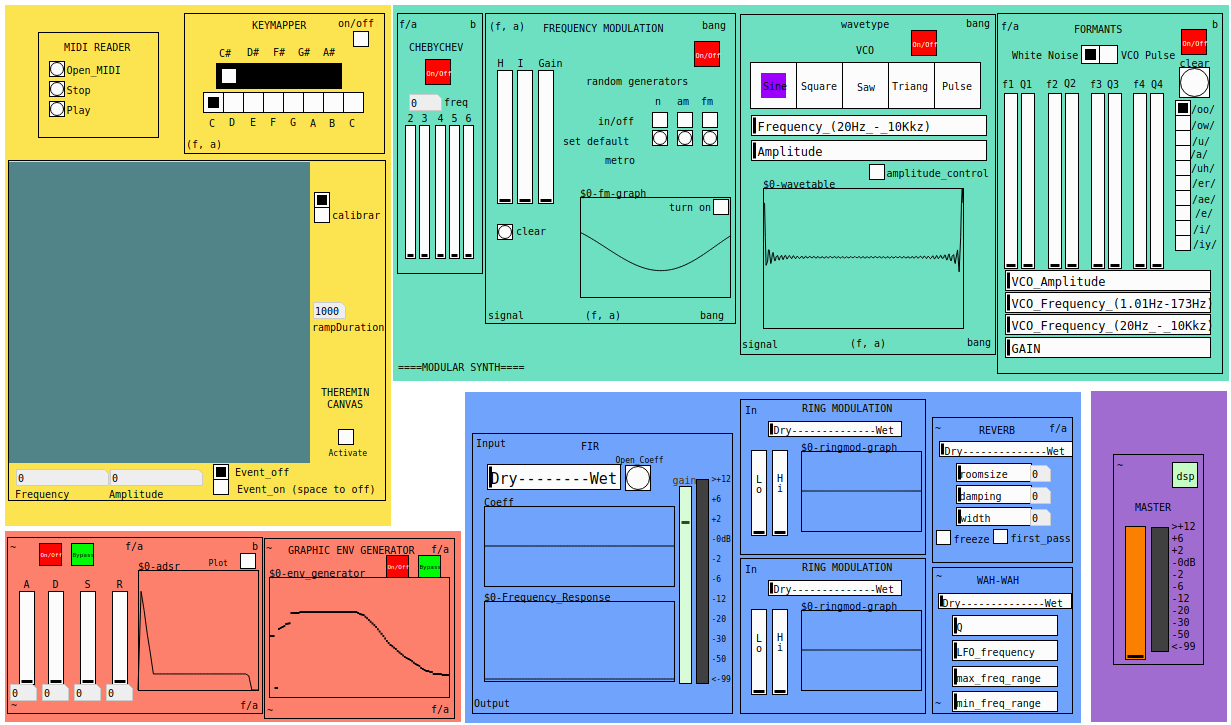 MIDI READER
Open_MIDI
Stop
Play
KEYMAPPER
on/off
C# D# F# G# A#
C D E F G A B C
(f, a)
calibrar
1000
rampDuration
THEREMIN
CANVAS
Activate
0
0
Frequency
Amplitude
Event_off
Event_on (space to off)
f/a
b
CHEBYCHEV
On/Off
0
freq
2 3 4 5 6
(f, a)
FREQUENCY MODULATION
bang
On/Off
H I Gain
random generators
n am fm
in/off
set default
metro
$0-fm-graph
turn on
clear
signal
(f, a)
bang
====MODULAR SYNTH====
wavetype
bang
VCO
On/Off
Sine
Square
Saw
Triang
Pulse
Frequency_(20Hz_-_10Kkz)
Amplitude
amplitude_control
$0-wavetable
signal
(f, a)
bang
f/a
FORMANTS
b
On/Off
White Noise
VCO Pulse
clear
f1 Q1 f2 Q2 f3 Q3 f4 Q4
/oo/
/ow/
/u/
/a/
/uh/
/er/
/ae/
/e/
/i/
/iy/
VCO_Amplitude
VCO_Frequency_(1.01Hz-173Hz)
VCO_Frequency_(20Hz_-_10Kkz)
GAIN
~
On/Off
Bypass
f/a
b
$0-adsr
Plot
A D S R
0 0 0 0
~
f/a
~
GRAPHIC ENV GENERATOR
f/a
On/Off
Bypass
$0-env_generator
~
f/a
Input
FIR
Open_Coeff
Dry--------Wet
gain
Coeff
$0-Frequency_Response
>+12
+6
+2
-0dB
-2
-6
-12
-20
-30
-50
<-99
Output
In
RING MODULATION
Dry--------------Wet
$0-ringmod-graph
Lo
Hi
In
RING MODULATION
Dry--------------Wet
$0-ringmod-graph
Lo
Hi
~
REVERB
f/a
Dry--------------Wet
roomsize
0
damping
0
width
0
freeze
first_pass
~
WAH-WAH
Dry--------------Wet
Q
LFO_frequency
max_freq_range
min_freq_range
~
~
dsp
MASTER
>+12
+6
+2
-0dB
-2
-6
-12
-20
-30
-50
<-99